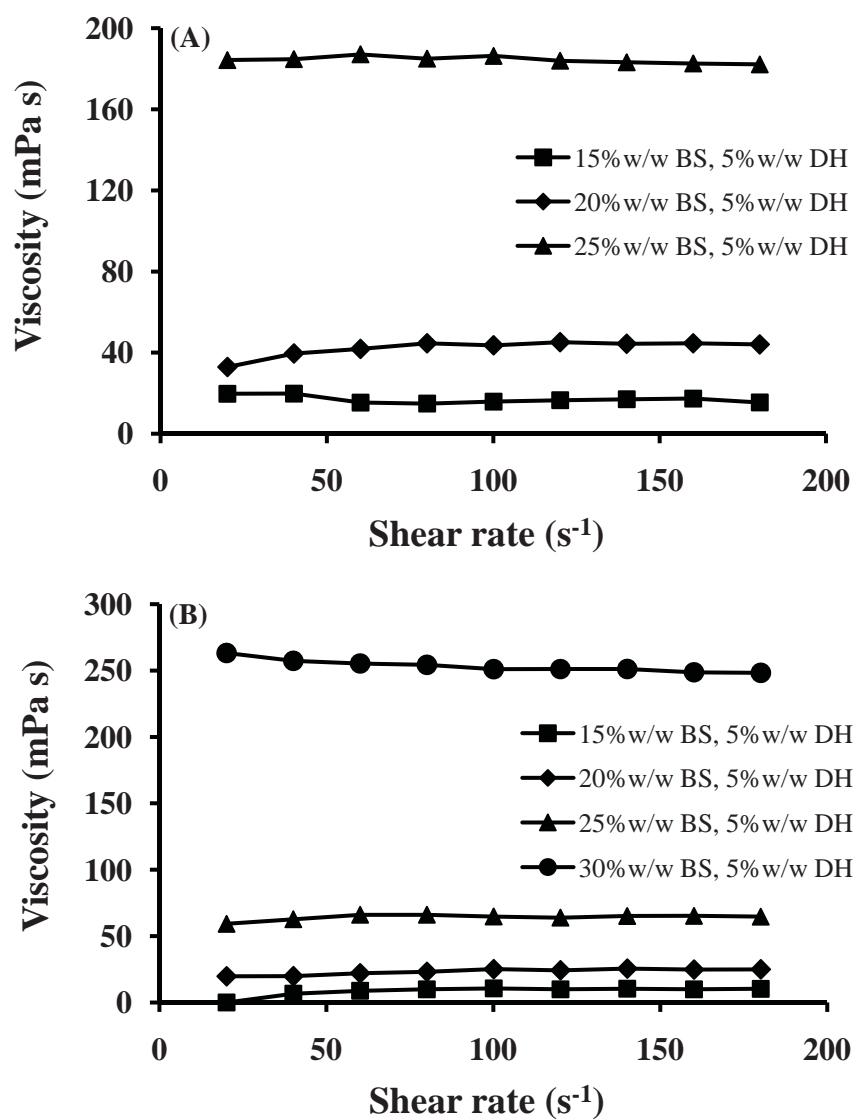 (A)
200
160
120
80
40
0
Viscosity (mPa s)
15%w/w BS, 5%w/w DH
20%w/w BS, 5%w/w DH
25%w/w BS, 5%w/w DH
0 50 100 150 200
Shear rate (s⁻¹)
(B)
300
250
200
150
100
50
0
Viscosity (mPa s)
15%w/w BS, 5%w/w DH
20%w/w BS, 5%w/w DH
25%w/w BS, 5%w/w DH
30%w/w BS, 5%w/w DH
0 50 100 150 200
Shear rate (s⁻¹)